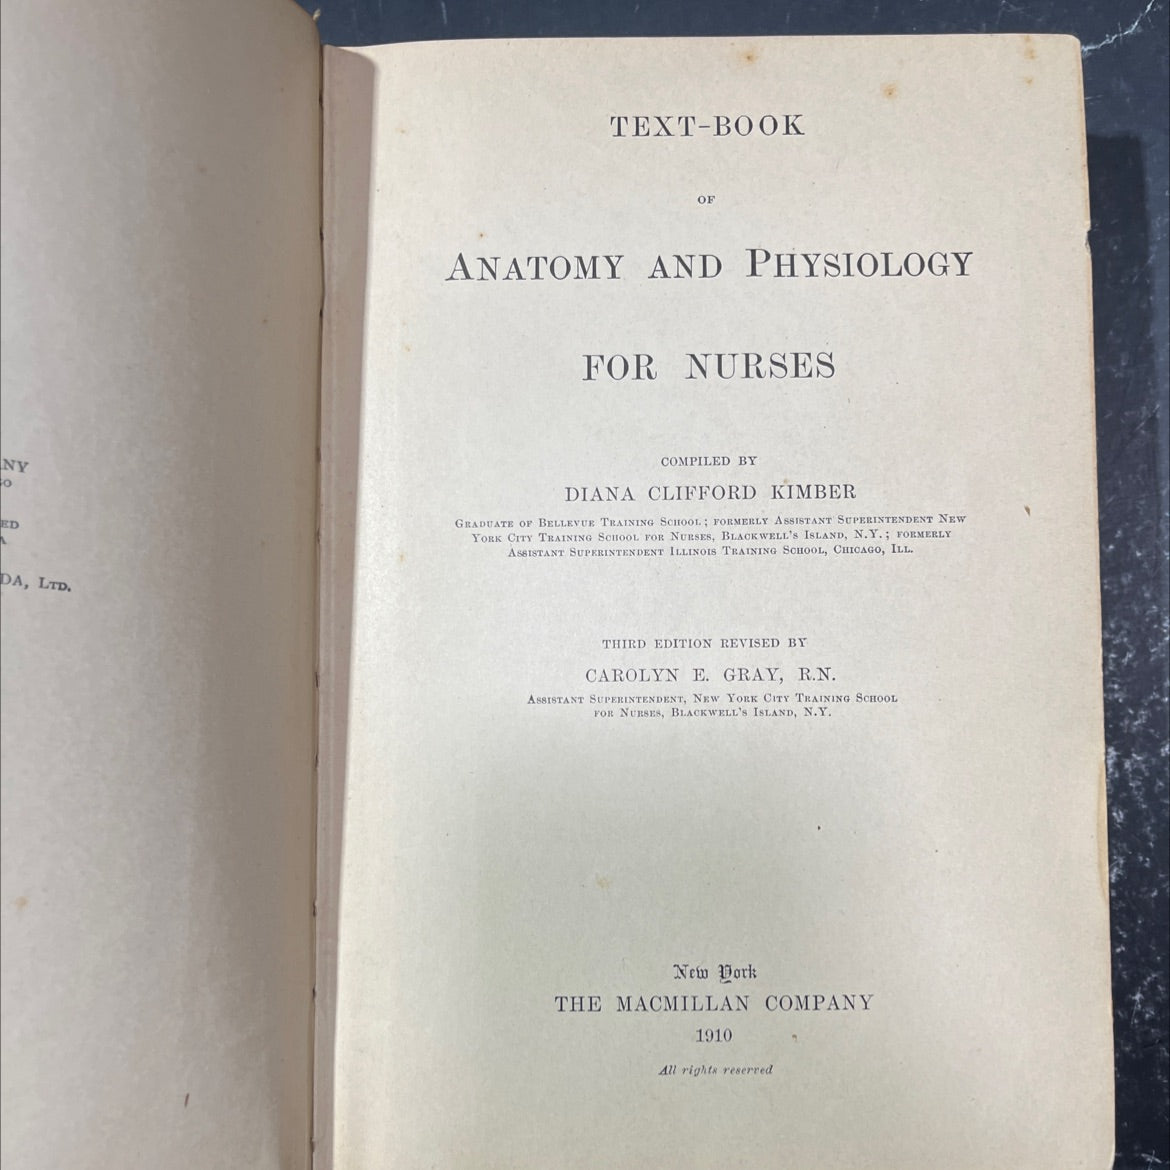 NY
ED
A
DA, LTD.
TEXT-BOOK
OF
ANATOMY AND PHYSIOLOGY
FOR NURSES
COMPILED BY
DIANA CLIFFORD KIMBER
GRADUATE OF BELLEVUE TRAINING SCHOOL; FORMERLY ASSISTANT SUPERINTENDENT NEW
YORK CITY TRAINING SCHOOL FOR NURSES, BLACKWELL'S ISLAND, N.Y.; FORMERLY
ASSISTANT SUPERINTENDENT ILLINOIS TRAINING SCHOOL, CHICAGO, ILL.
THIRD EDITION REVISED BY
CAROLYN E. GRAY, R.N.
ASSISTANT SUPERINTENDENT, NEW YORK CITY TRAINING SCHOOL
FOR NURSES, BLACKWELL'S ISLAND, N.Y.
New York
THE MACMILLAN COMPANY
1910
All rights reserved